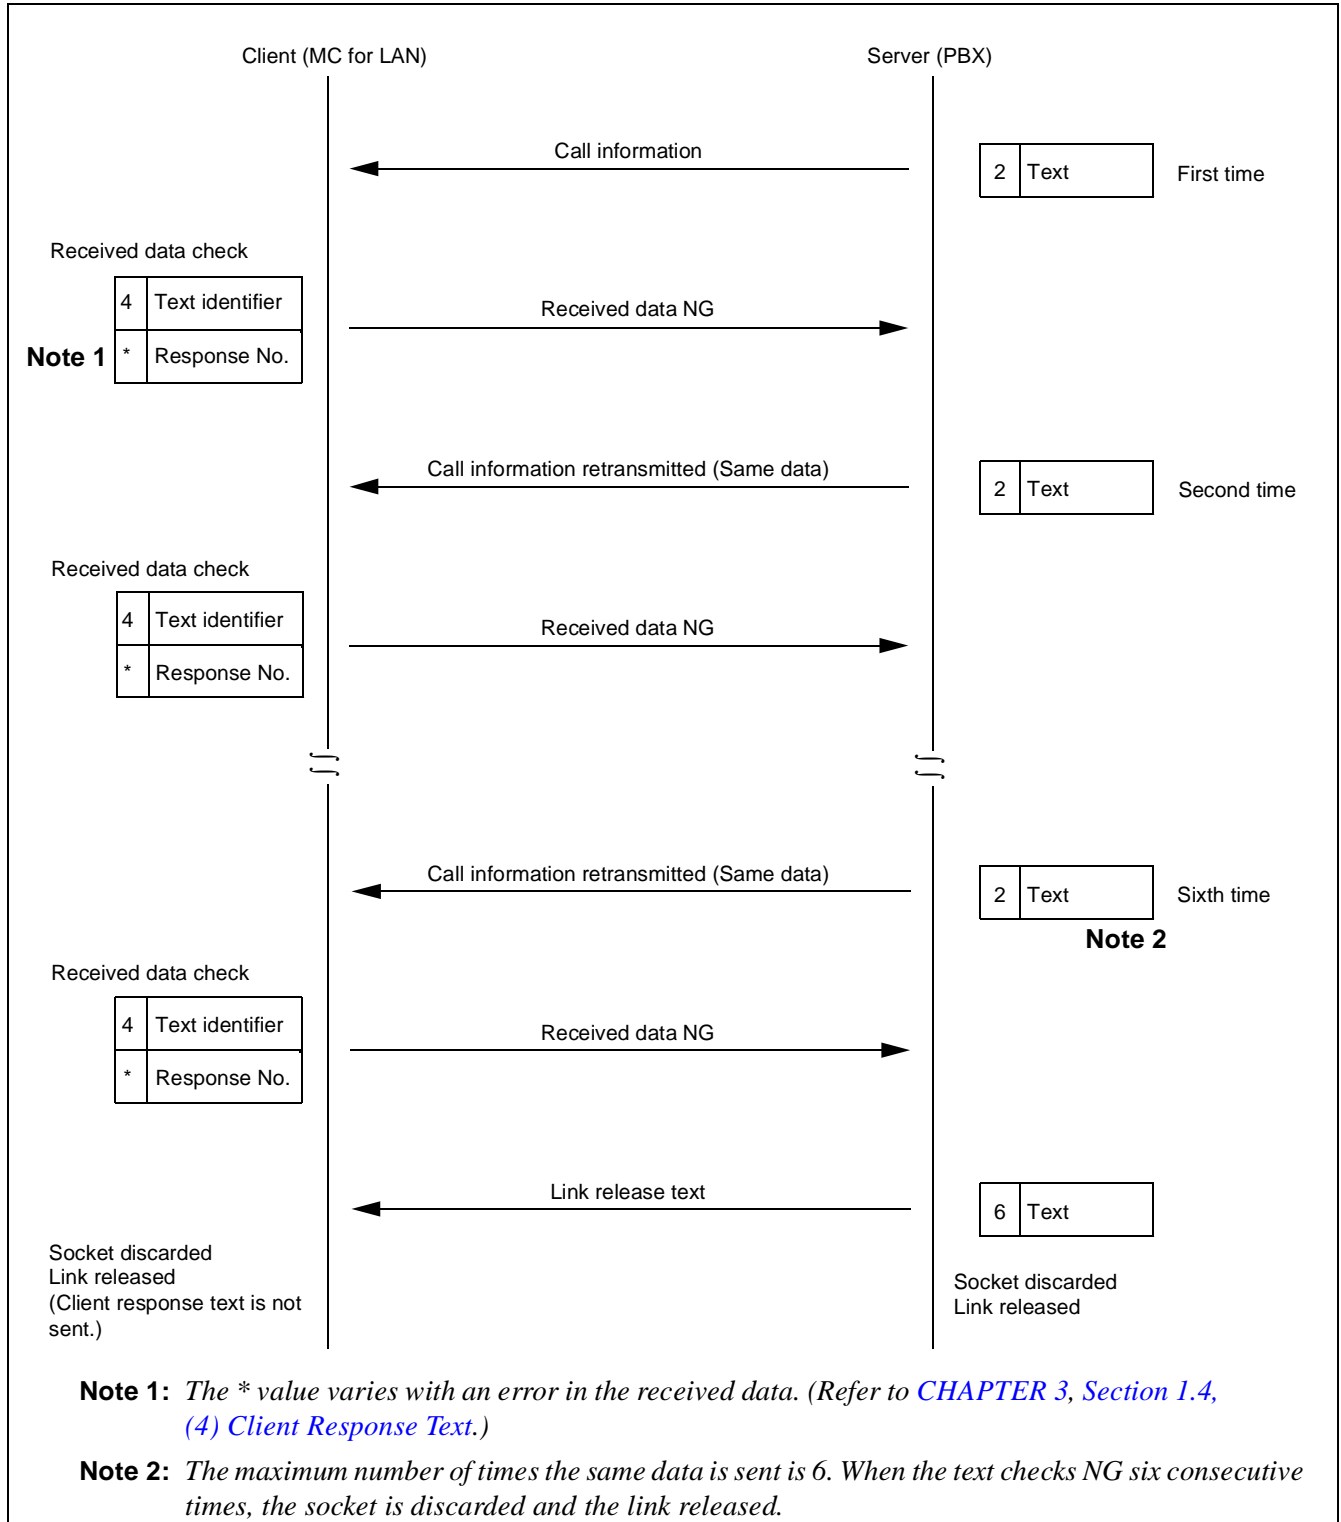 Client (MC for LAN)
Server (PBX)
Call information
2 Text
First time
Received data check
4 Text identifier
Received data NG
Note 1
* Response No.
Call information retransmitted (Same data)
2 Text
Second time
Received data check
4 Text identifier
Received data NG
* Response No.
Call information retransmitted (Same data)
2 Text
Sixth time
Note 2
Received data check
4 Text identifier
Received data NG
* Response No.
Link release text
6 Text
Socket discarded
Link released
(Client response text is not
sent.)
Socket discarded
Link released
Note 1: The * value varies with an error in the received data. (Refer to CHAPTER 3, Section 1.4,
(4) Client Response Text.)
Note 2: The maximum number of times the same data is sent is 6. When the text checks NG six consecutive
times, the socket is discarded and the link released.